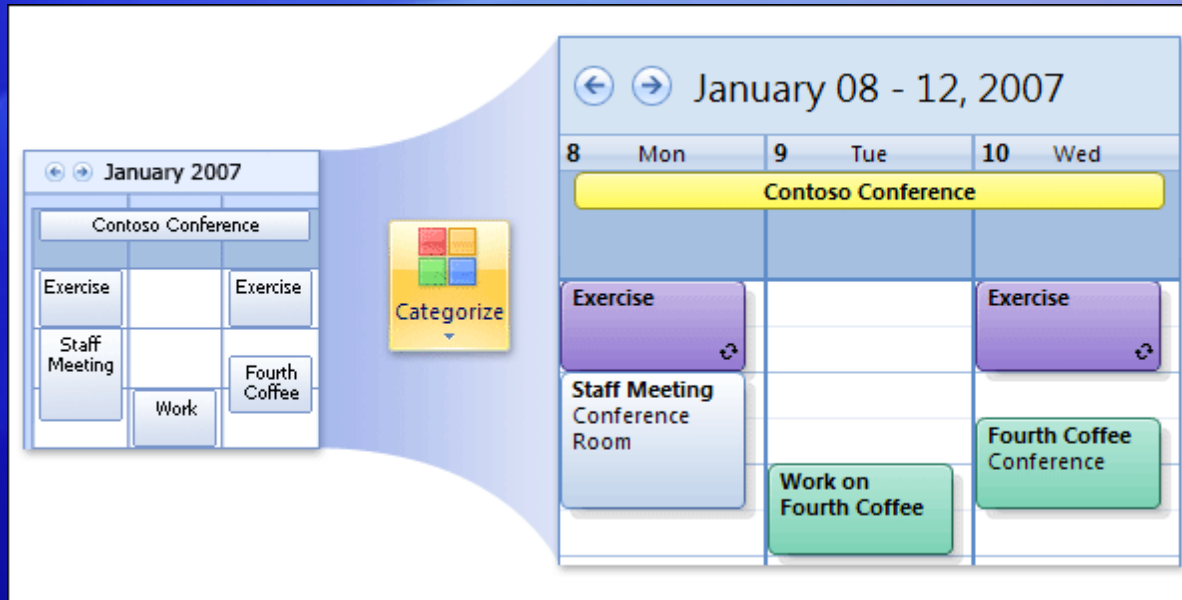 January 2007
Contoso Conference
Exercise
Exercise
Staff
Meeting
Fourth
Coffee
Work
Categorize
January 08 - 12, 2007
8 Mon
9 Tue
10 Wed
Contoso Conference
Exercise
Exercise
Staff Meeting
Conference
Room
Fourth Coffee
Conference
Work on
Fourth Coffee